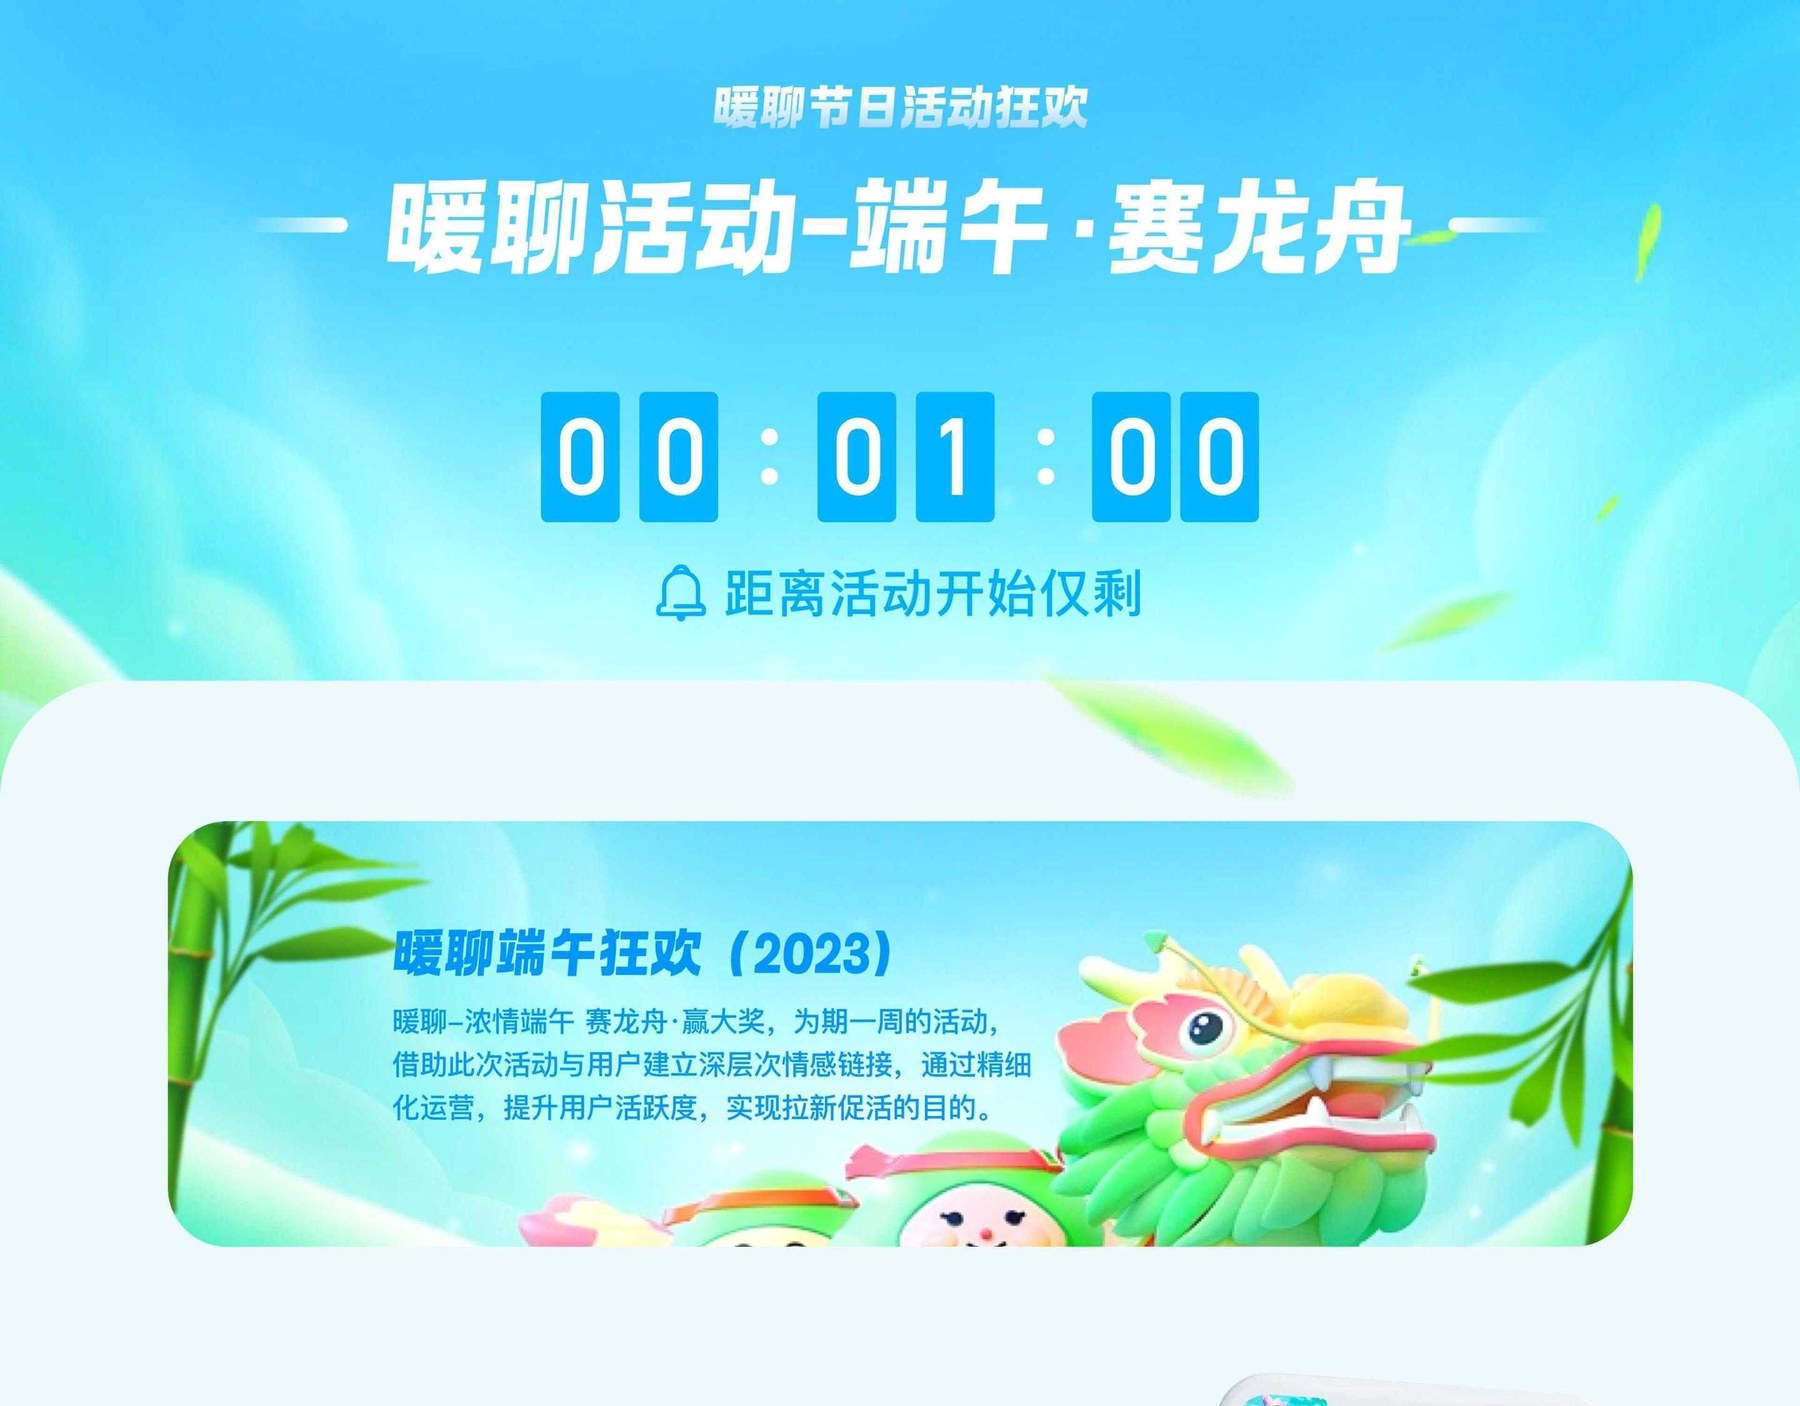 暖聊节日活动狂欢
暖聊活动-端午·赛龙舟
00:01:00
距离活动开始仅剩
暖聊端午狂欢（2023）
暖聊-浓情端午 赛龙舟·赢大奖，为期一周的活动，
借助此次活动与用户建立深层次情感链接，通过精细
化运营，提升用户活跃度，实现拉新促活的目的。